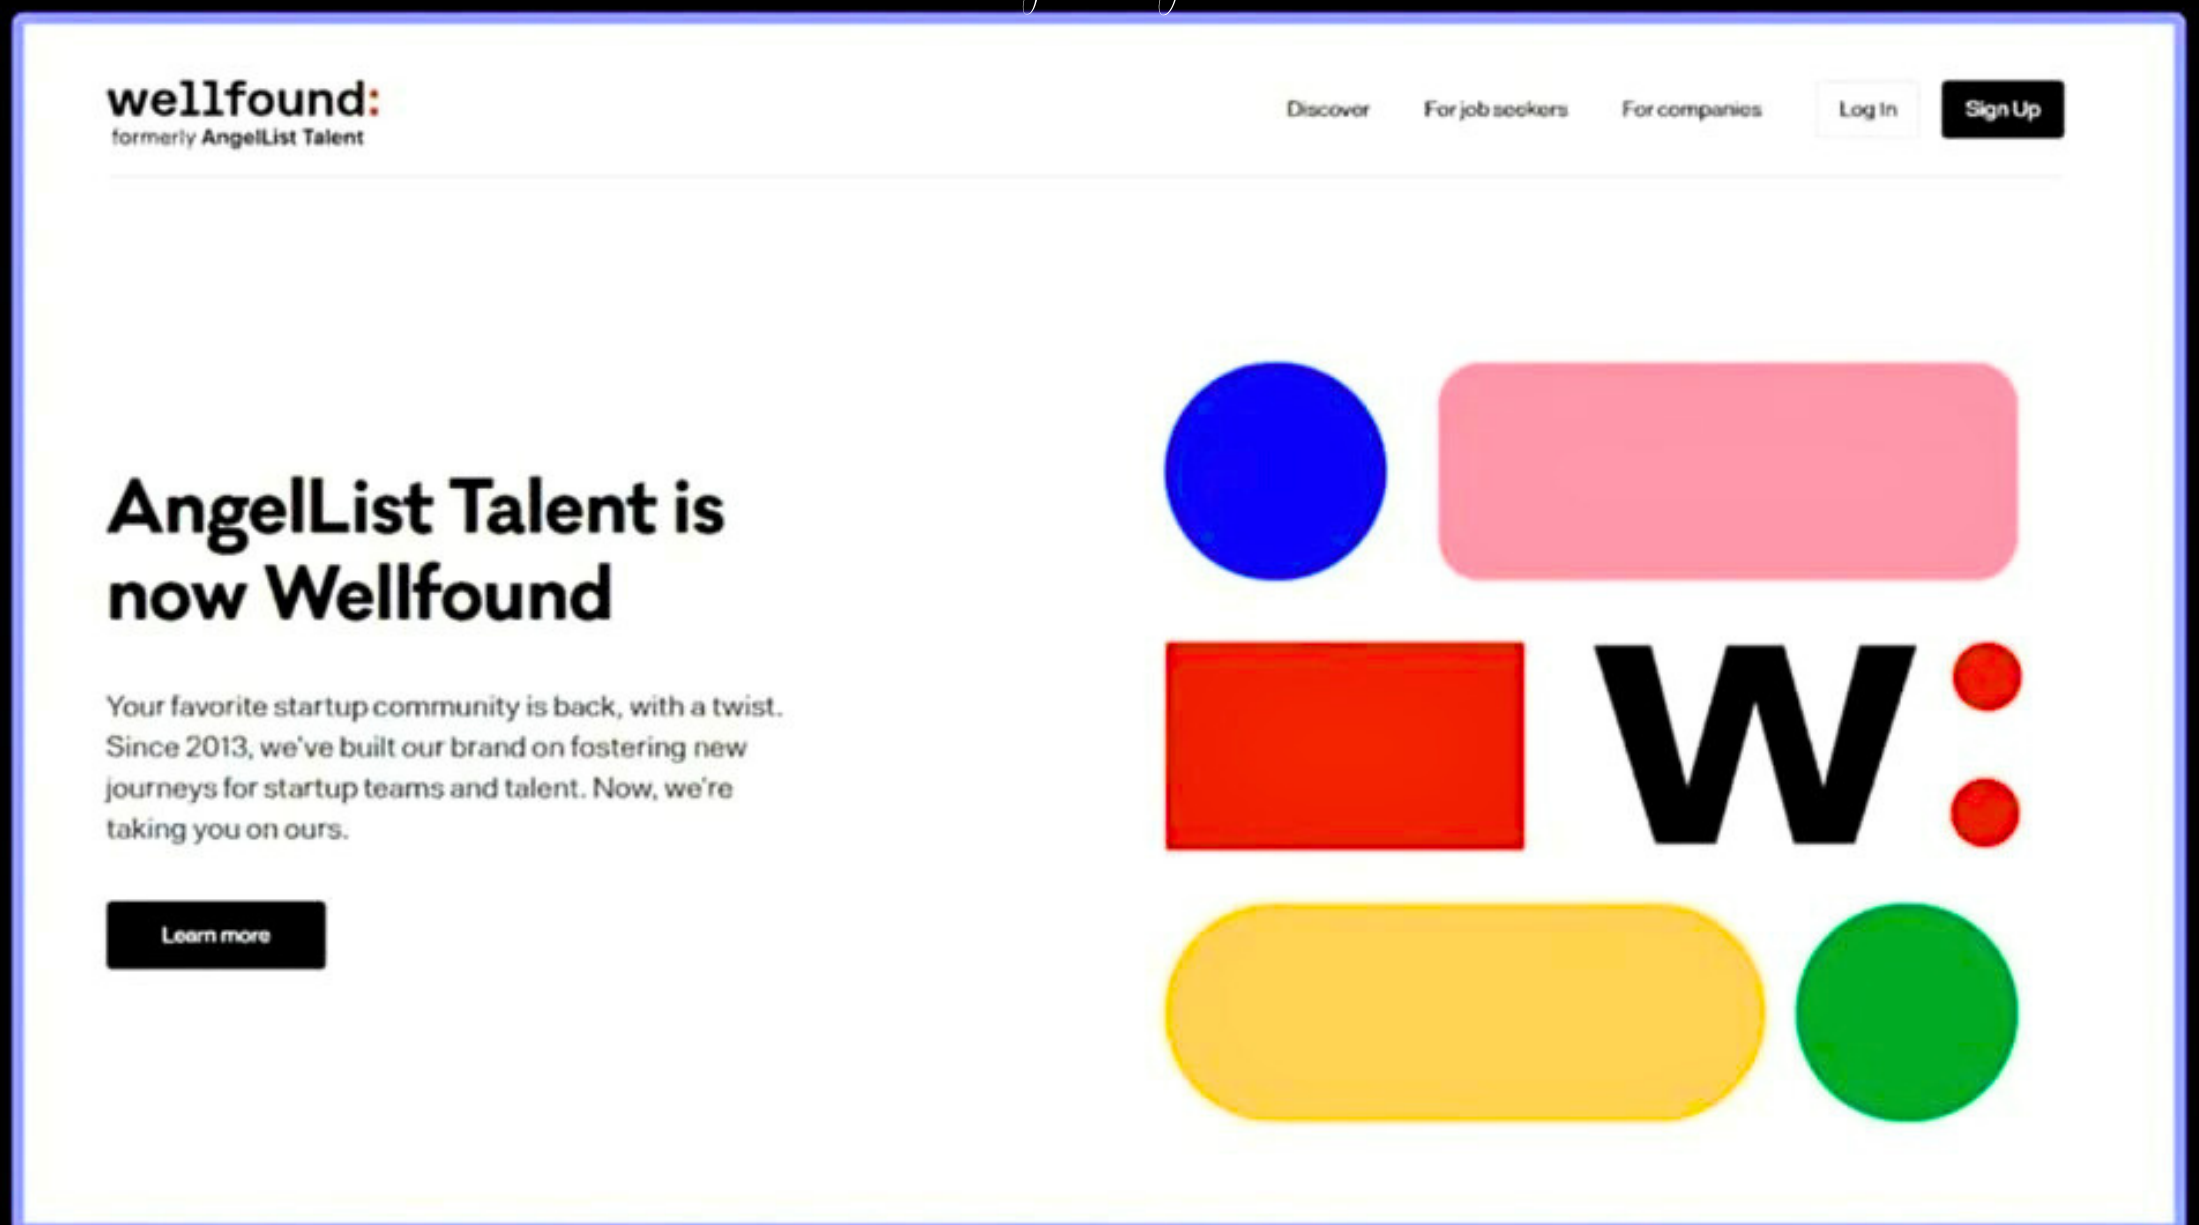 wellfound:
formerly AngelList Talent
Discover
For job seekers
For companies
Log In
Sign Up
AngelList Talent is
now Wellfound
Your favorite startup community is back, with a twist.
Since 2013, we've built our brand on fostering new
journeys for startup teams and talent. Now, we're
taking you on ours.
Learn more
w: